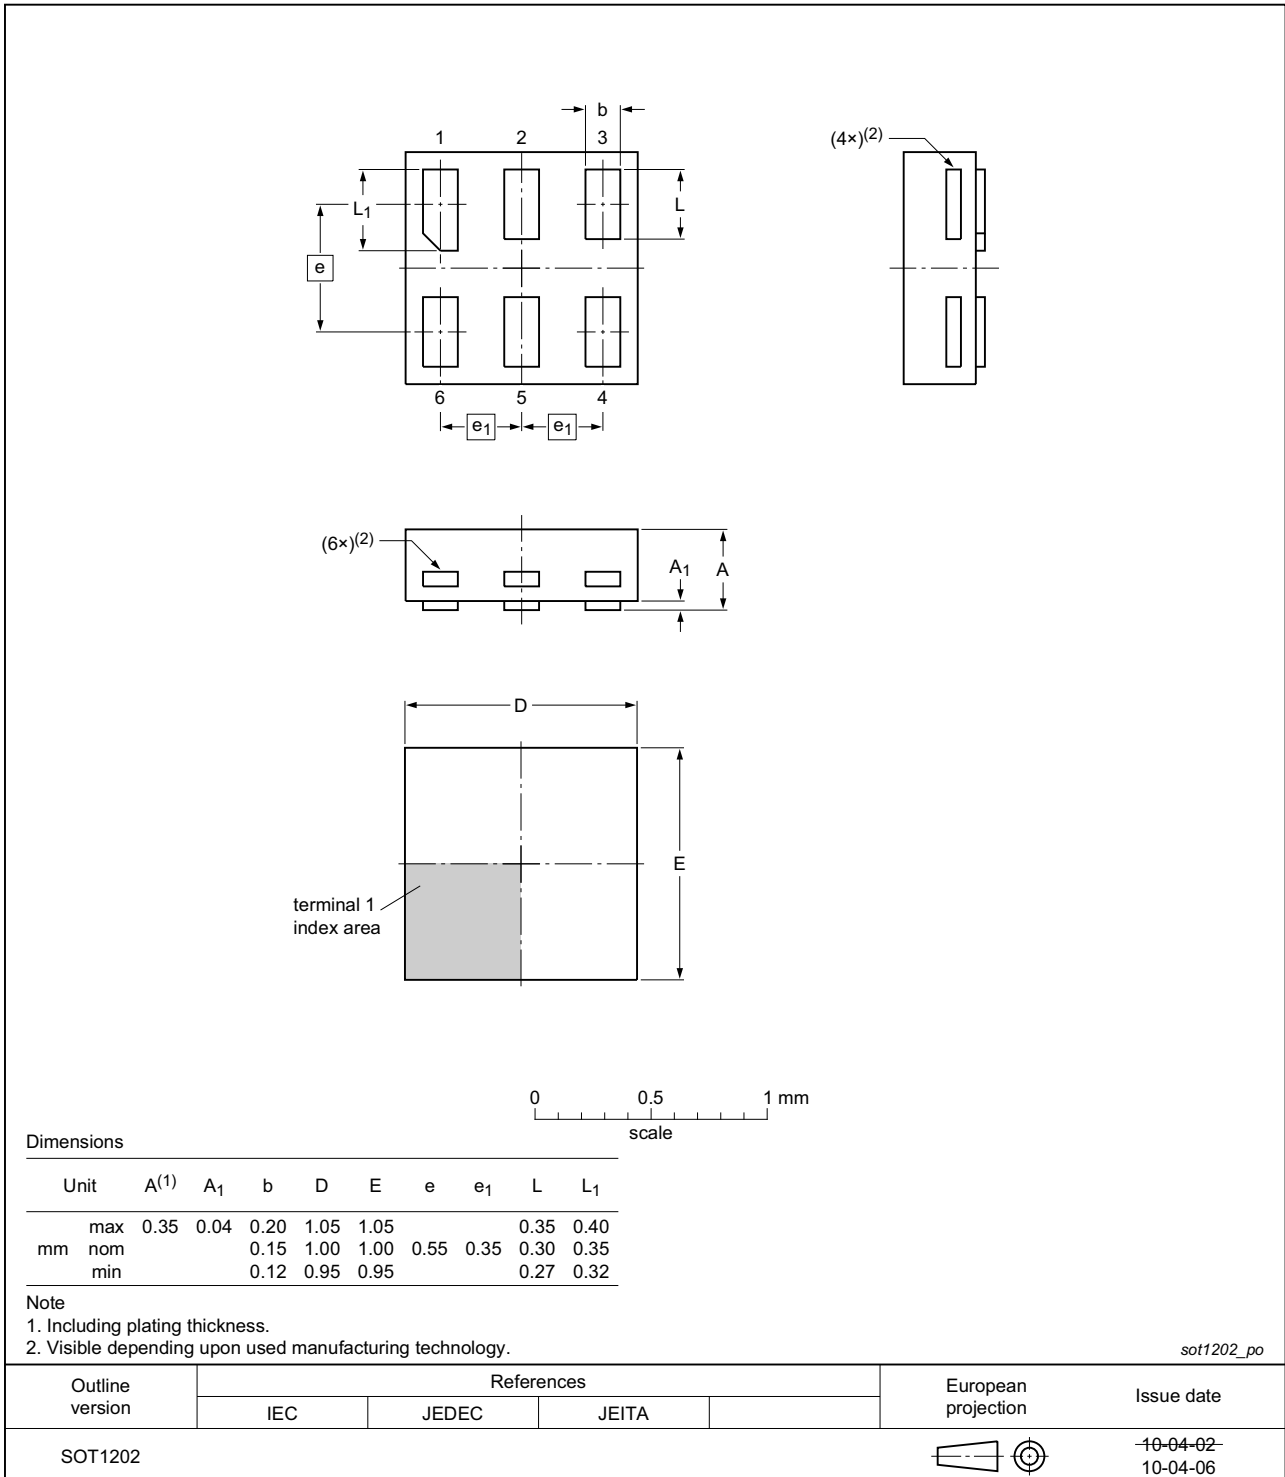 b
1 2 3
(4×)(2)
L1
L
e
6 5 4
e1 e1
(6×)(2)
A1 A
D
E
terminal 1
index area
0 0.5 1 mm
scale
Dimensions
Unit A(1) A1 b D E e e1 L L1
max 0.35 0.04 0.20 1.05 1.05 0.35 0.40
mm nom 0.15 1.00 1.00 0.55 0.35 0.30 0.35
min 0.12 0.95 0.95 0.27 0.32
Note
1. Including plating thickness.
2. Visible depending upon used manufacturing technology.
sot1202_po
Outline
version
References
IEC JEDEC JEITA
European
projection
Issue date
SOT1202
10-04-02
10-04-06